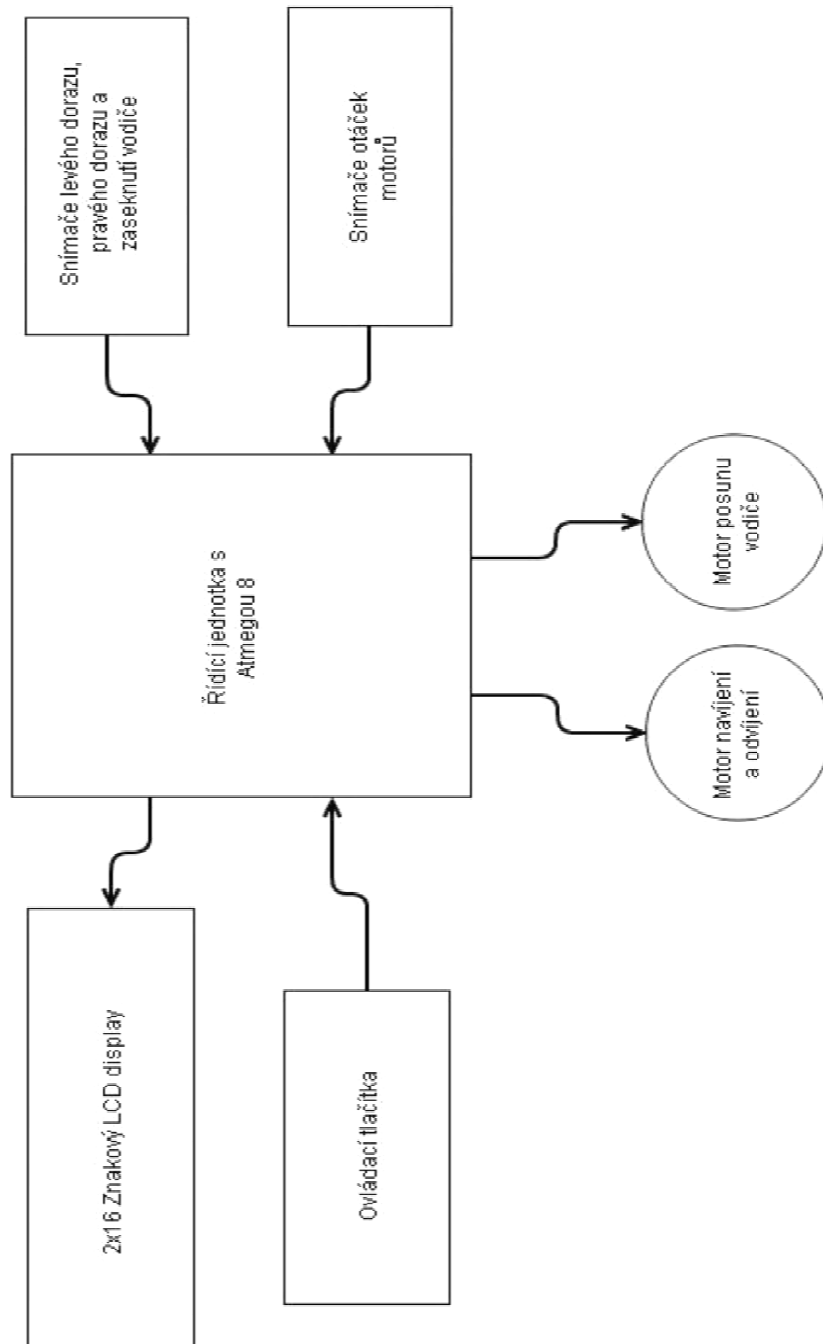 2x16 Znakový LCD display
Řídící jednotka s
Atmegou 8
Snímače levého dorazu,
pravého dorazu a
zaseknutí vodiče
Ovládací tlačítka
Snímače otáček
motorů
Motor navíjení
a odvíjení
Motor posunu
vodiče